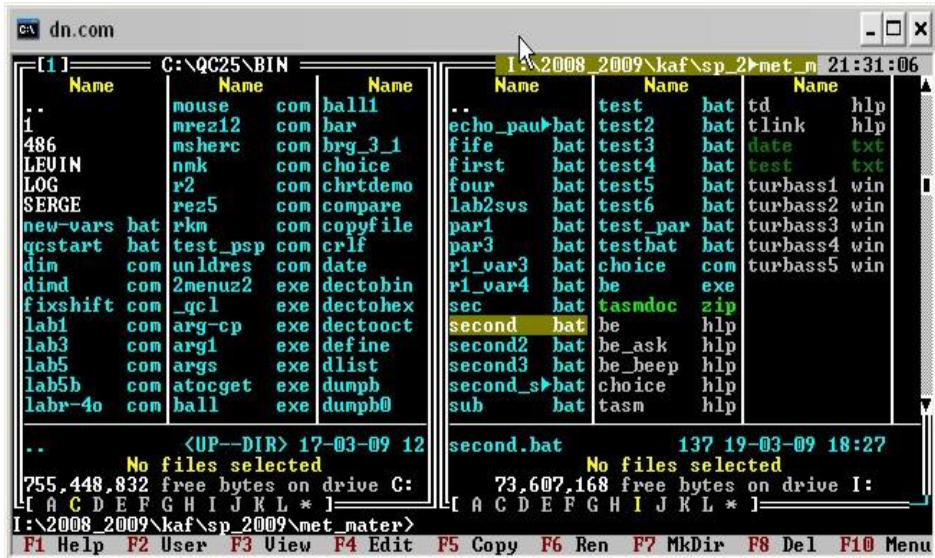 dn.com
[1] C:\QC25\BIN I:\2008_2009\kaf\sp_2►met_m 21:31:06
Name Name Name Name Name Name
.. mouse com ball1 .. test bat td hlp
1 mrez12 com bar echo_pau►bat test2 bat tlink hlp
486 msherc com brg_3_1 fife bat test3 bat date txt
LEVIN nmk com choice first bat test4 bat test txt
LOG r2 com chrtdemo four bat test5 bat turbass1 win
SERGE rez5 com compare lab2svs bat test6 bat turbass2 win
new-vars bat rkm com copyfile par1 bat test_par bat turbass3 win
qcstart bat test_psp com crlf par3 bat testbat bat turbass4 win
dim com unldres com date r1_var3 bat choice com turbass5 win
dimd com 2menuz2 exe dectobin r1_var4 bat be exe
fixshift com _qcl exe dectohex sec bat tasmdoc zip
lab1 com arg-cp exe dectooct second bat be hlp
lab3 com arg1 exe define second2 bat be_ask hlp
lab5 com args exe dlist second3 bat be_beep hlp
lab5b com atocget exe dumpb second_s►bat choice hlp
labr-4o com ball exe dumpb0 sub bat tasm hlp
.. <UP--DIR> 17-03-09 12 second.bat 137 19-03-09 18:27
No files selected No files selected
755,448,832 free bytes on drive C: 73,607,168 free bytes on drive I:
[ A C D E F G H I J K L * ] [ A C D E F G H I J K L * ]
I:\2008_2009\kaf\sp_2009\met_mater>
F1 Help F2 User F3 View F4 Edit F5 Copy F6 Ren F7 MkDir F8 Del F10 Menu